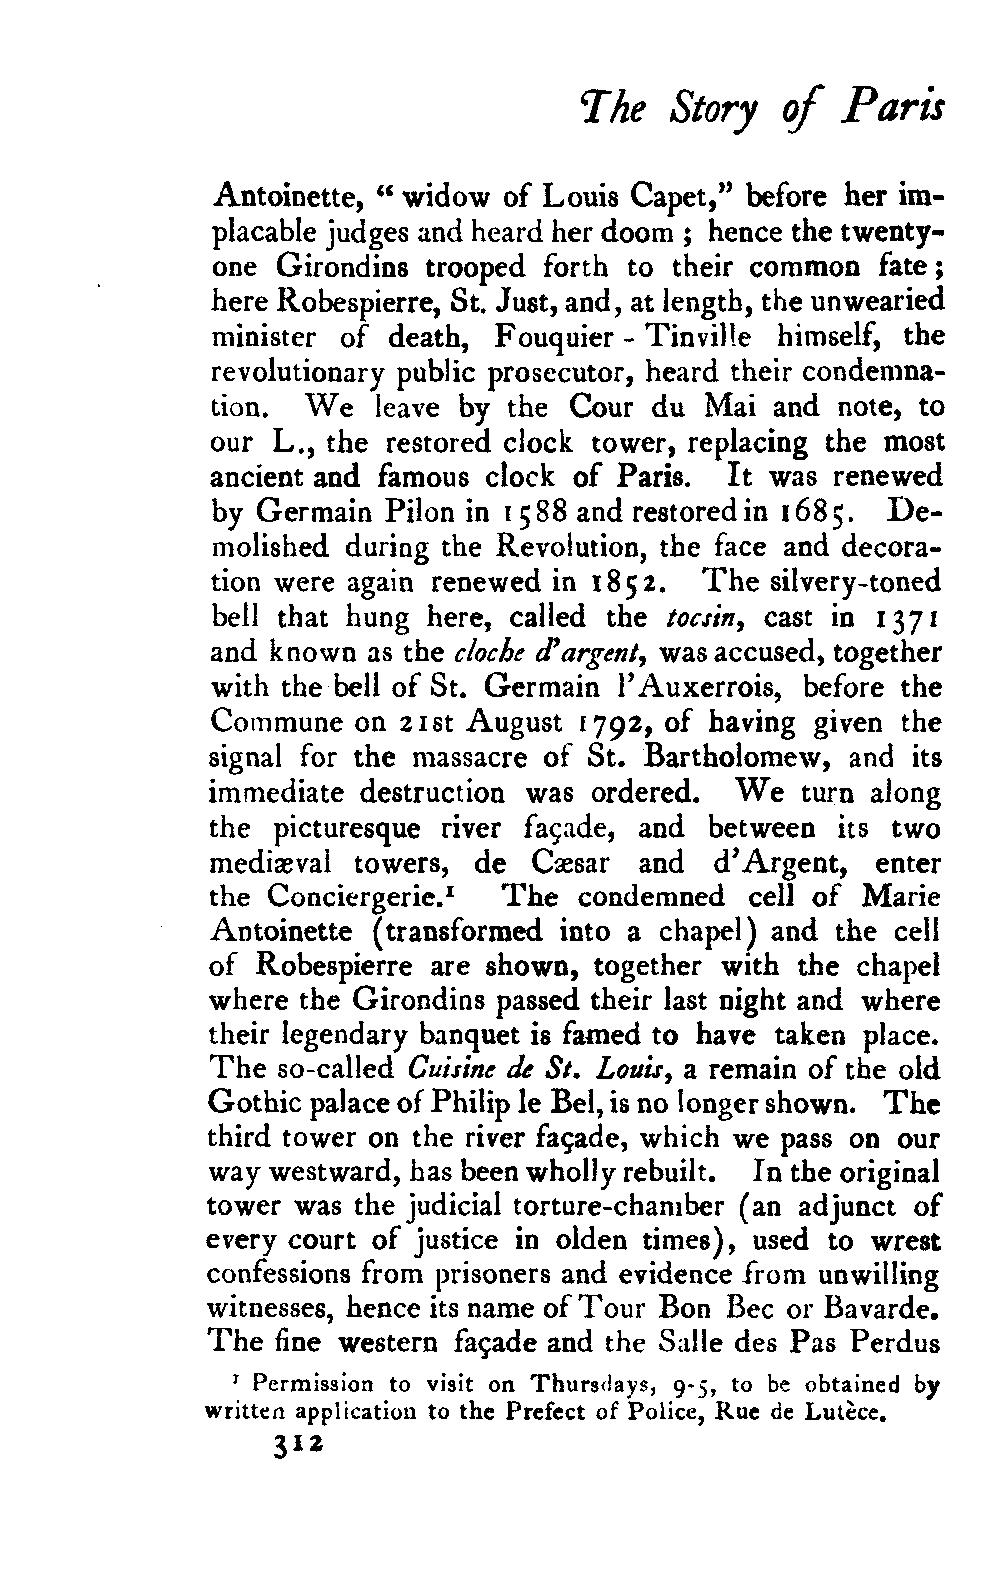 The Story of Paris
Antoinette, “ widow of Louis Capet,” before her im-
placable judges and heard her doom ; hence the twenty-
one Girondins trooped forth to their common fate ;
here Robespierre, St. Just, and, at length, the unwearied
minister of death, Fouquier - Tinville himself, the
revolutionary public prosecutor, heard their condemna-
tion. We leave by the Cour du Mai and note, to
our L., the restored clock tower, replacing the most
ancient and famous clock of Paris. It was renewed
by Germain Pilon in 1588 and restored in 1685. De-
molished during the Revolution, the face and decora-
tion were again renewed in 1852. The silvery-toned
bell that hung here, called the tocsin, cast in 1371
and known as the cloche d’argent, was accused, together
with the bell of St. Germain l’Auxerrois, before the
Commune on 21st August 1792, of having given the
signal for the massacre of St. Bartholomew, and its
immediate destruction was ordered. We turn along
the picturesque river façade, and between its two
mediæval towers, de Cæsar and d’Argent, enter
the Conciergerie.¹ The condemned cell of Marie
Antoinette (transformed into a chapel) and the cell
of Robespierre are shown, together with the chapel
where the Girondins passed their last night and where
their legendary banquet is famed to have taken place.
The so-called Cuisine de St. Louis, a remain of the old
Gothic palace of Philip le Bel, is no longer shown. The
third tower on the river façade, which we pass on our
way westward, has been wholly rebuilt. In the original
tower was the judicial torture-chamber (an adjunct of
every court of justice in olden times), used to wrest
confessions from prisoners and evidence from unwilling
witnesses, hence its name of Tour Bon Bec or Bavarde.
The fine western façade and the Salle des Pas Perdus
¹ Permission to visit on Thursdays, 9-5, to be obtained by
written application to the Prefect of Police, Rue de Lutèce.
312